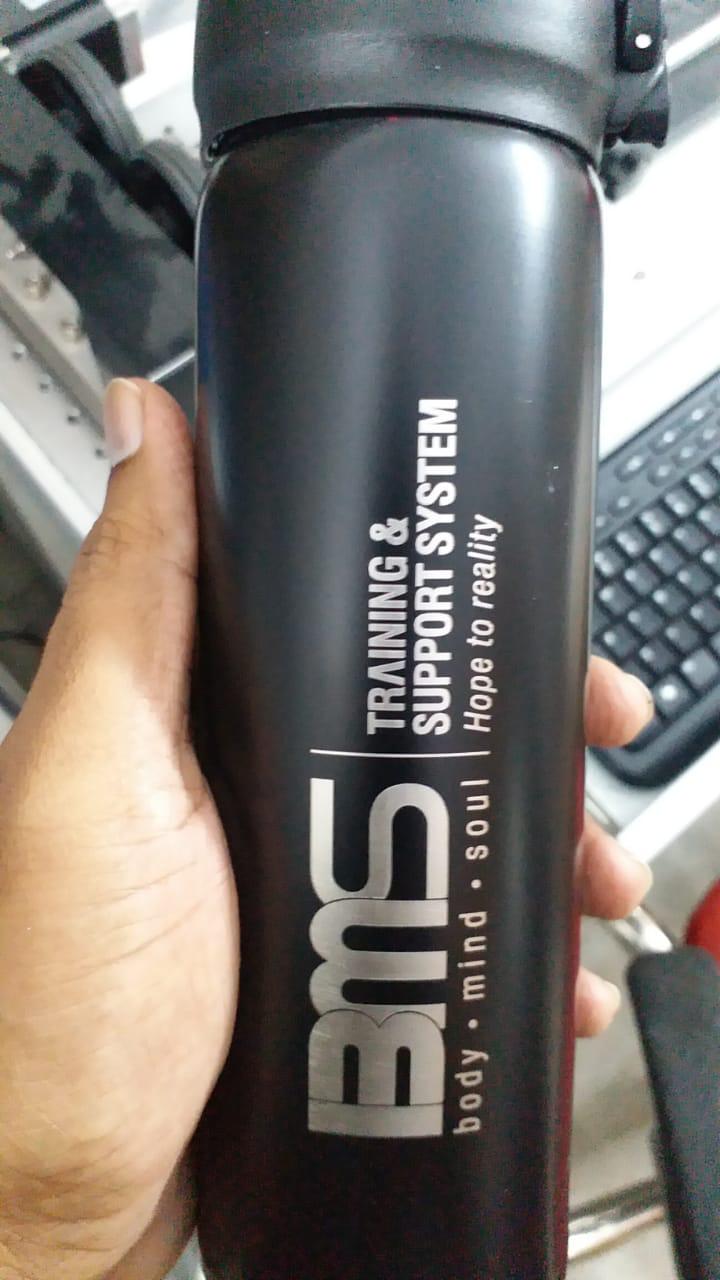 BMS
body • mind • soul
TRAINING &
SUPPORT SYSTEM
Hope to reality